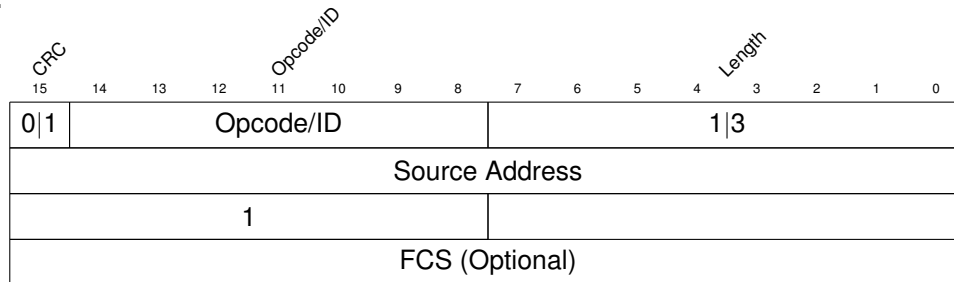 CRC Opcode/ID Length
15 14 13 12 11 10 9 8 7 6 5 4 3 2 1 0
0|1 Opcode/ID 1|3
Source Address
1
FCS (Optional)